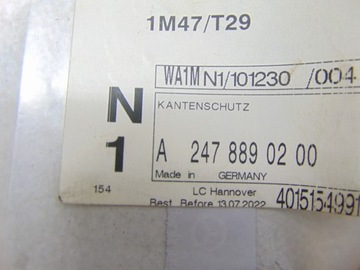 1M47/T29
WA1M N1/101230 /004
N
1
KANTENSCHUTZ
A 247 889 02 00
Made in GERMANY
154
LC Hannover
Best. Before 13.07.2022
4015154991